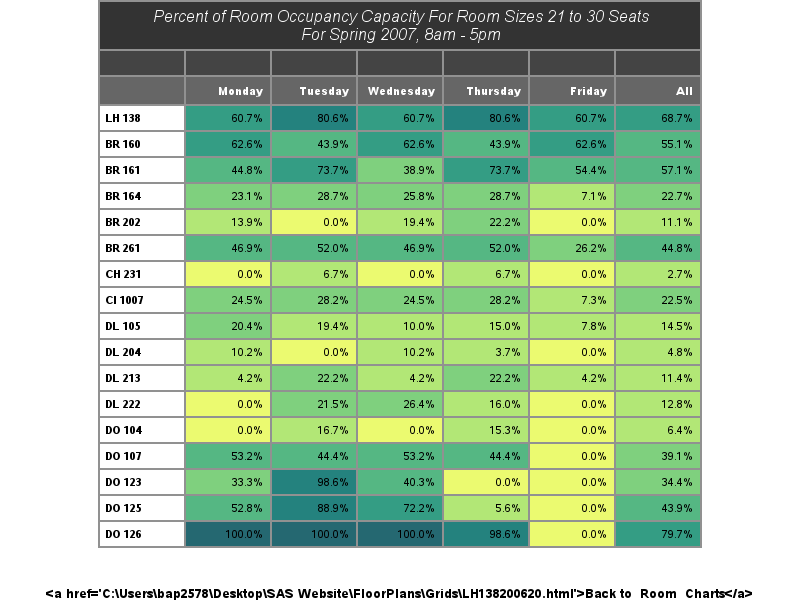 Percent of Room Occupancy Capacity For Room Sizes 21 to 30 Seats
For Spring 2007, 8am - 5pm
Monday Tuesday Wednesday Thursday Friday All
LH 138 60.7% 80.6% 60.7% 80.6% 60.7% 68.7%
BR 160 62.6% 43.9% 62.6% 43.9% 62.6% 55.1%
BR 161 44.8% 73.7% 38.9% 73.7% 54.4% 57.1%
BR 164 23.1% 28.7% 25.8% 28.7% 7.1% 22.7%
BR 202 13.9% 0.0% 19.4% 22.2% 0.0% 11.1%
BR 261 46.9% 52.0% 46.9% 52.0% 26.2% 44.8%
CH 231 0.0% 6.7% 0.0% 6.7% 0.0% 2.7%
CI 1007 24.5% 28.2% 24.5% 28.2% 7.3% 22.5%
DL 105 20.4% 19.4% 10.0% 15.0% 7.8% 14.5%
DL 204 10.2% 0.0% 10.2% 3.7% 0.0% 4.8%
DL 213 4.2% 22.2% 4.2% 22.2% 4.2% 11.4%
DL 222 0.0% 21.5% 26.4% 16.0% 0.0% 12.8%
DO 104 0.0% 16.7% 0.0% 15.3% 0.0% 6.4%
DO 107 53.2% 44.4% 53.2% 44.4% 0.0% 39.1%
DO 123 33.3% 98.6% 40.3% 0.0% 0.0% 34.4%
DO 125 52.8% 88.9% 72.2% 5.6% 0.0% 43.9%
DO 126 100.0% 100.0% 100.0% 98.6% 0.0% 79.7%
<a href='C:\Users\bap2578\Desktop\SAS Website\FloorPlans\Grids\LH138200620.html'>Back to Room Charts</a>